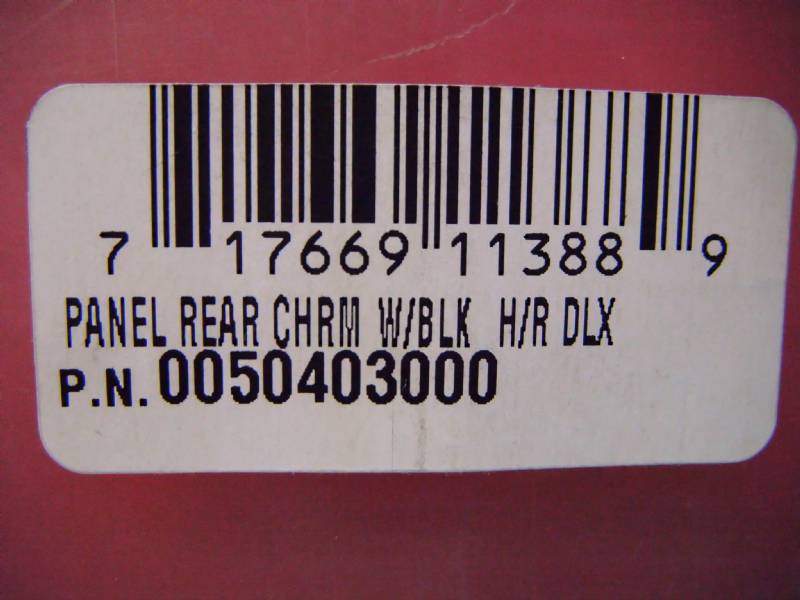 7 17669 11388 9
PANEL REAR CHRM W/BLK H/R DLX
P.N. 0050403000